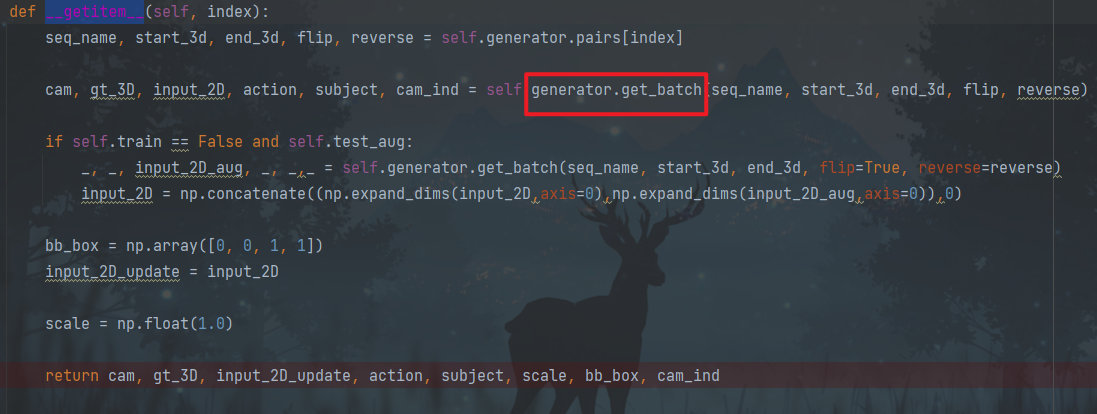 def __getitem__(self, index):
seq_name, start_3d, end_3d, flip, reverse = self.generator.pairs[index]
cam, gt_3D, input_2D, action, subject, cam_ind = self.generator.get_batch(seq_name, start_3d, end_3d, flip, reverse)
if self.train == False and self.test_aug:
_, _, input_2D_aug, _, _,_ = self.generator.get_batch(seq_name, start_3d, end_3d, flip=True, reverse=reverse)
input_2D = np.concatenate((np.expand_dims(input_2D,axis=0),np.expand_dims(input_2D_aug,axis=0)),0)
bb_box = np.array([0, 0, 1, 1])
input_2D_update = input_2D
scale = np.float(1.0)
return cam, gt_3D, input_2D_update, action, subject, scale, bb_box, cam_ind